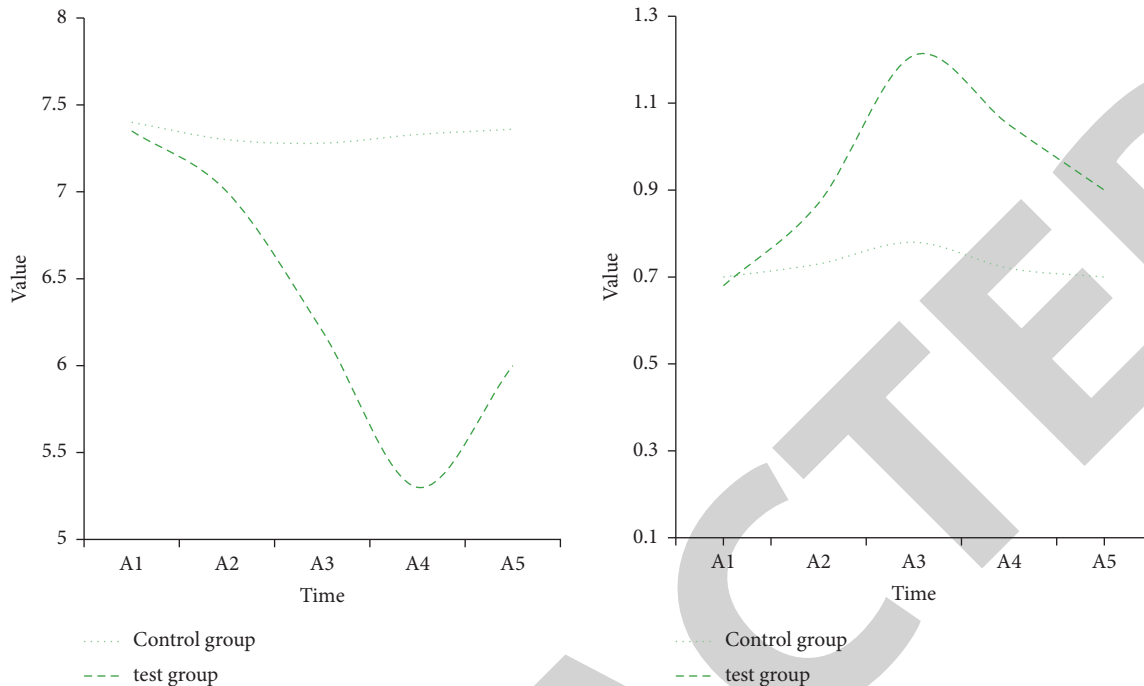 8
7.5
7
6.5
6
5.5
5
Value
A1 A2 A3 A4 A5
Time
Control group
test group
1.3
1.1
0.9
0.7
0.5
0.3
0.1
Value
A1 A2 A3 A4 A5
Time
Control group
test group